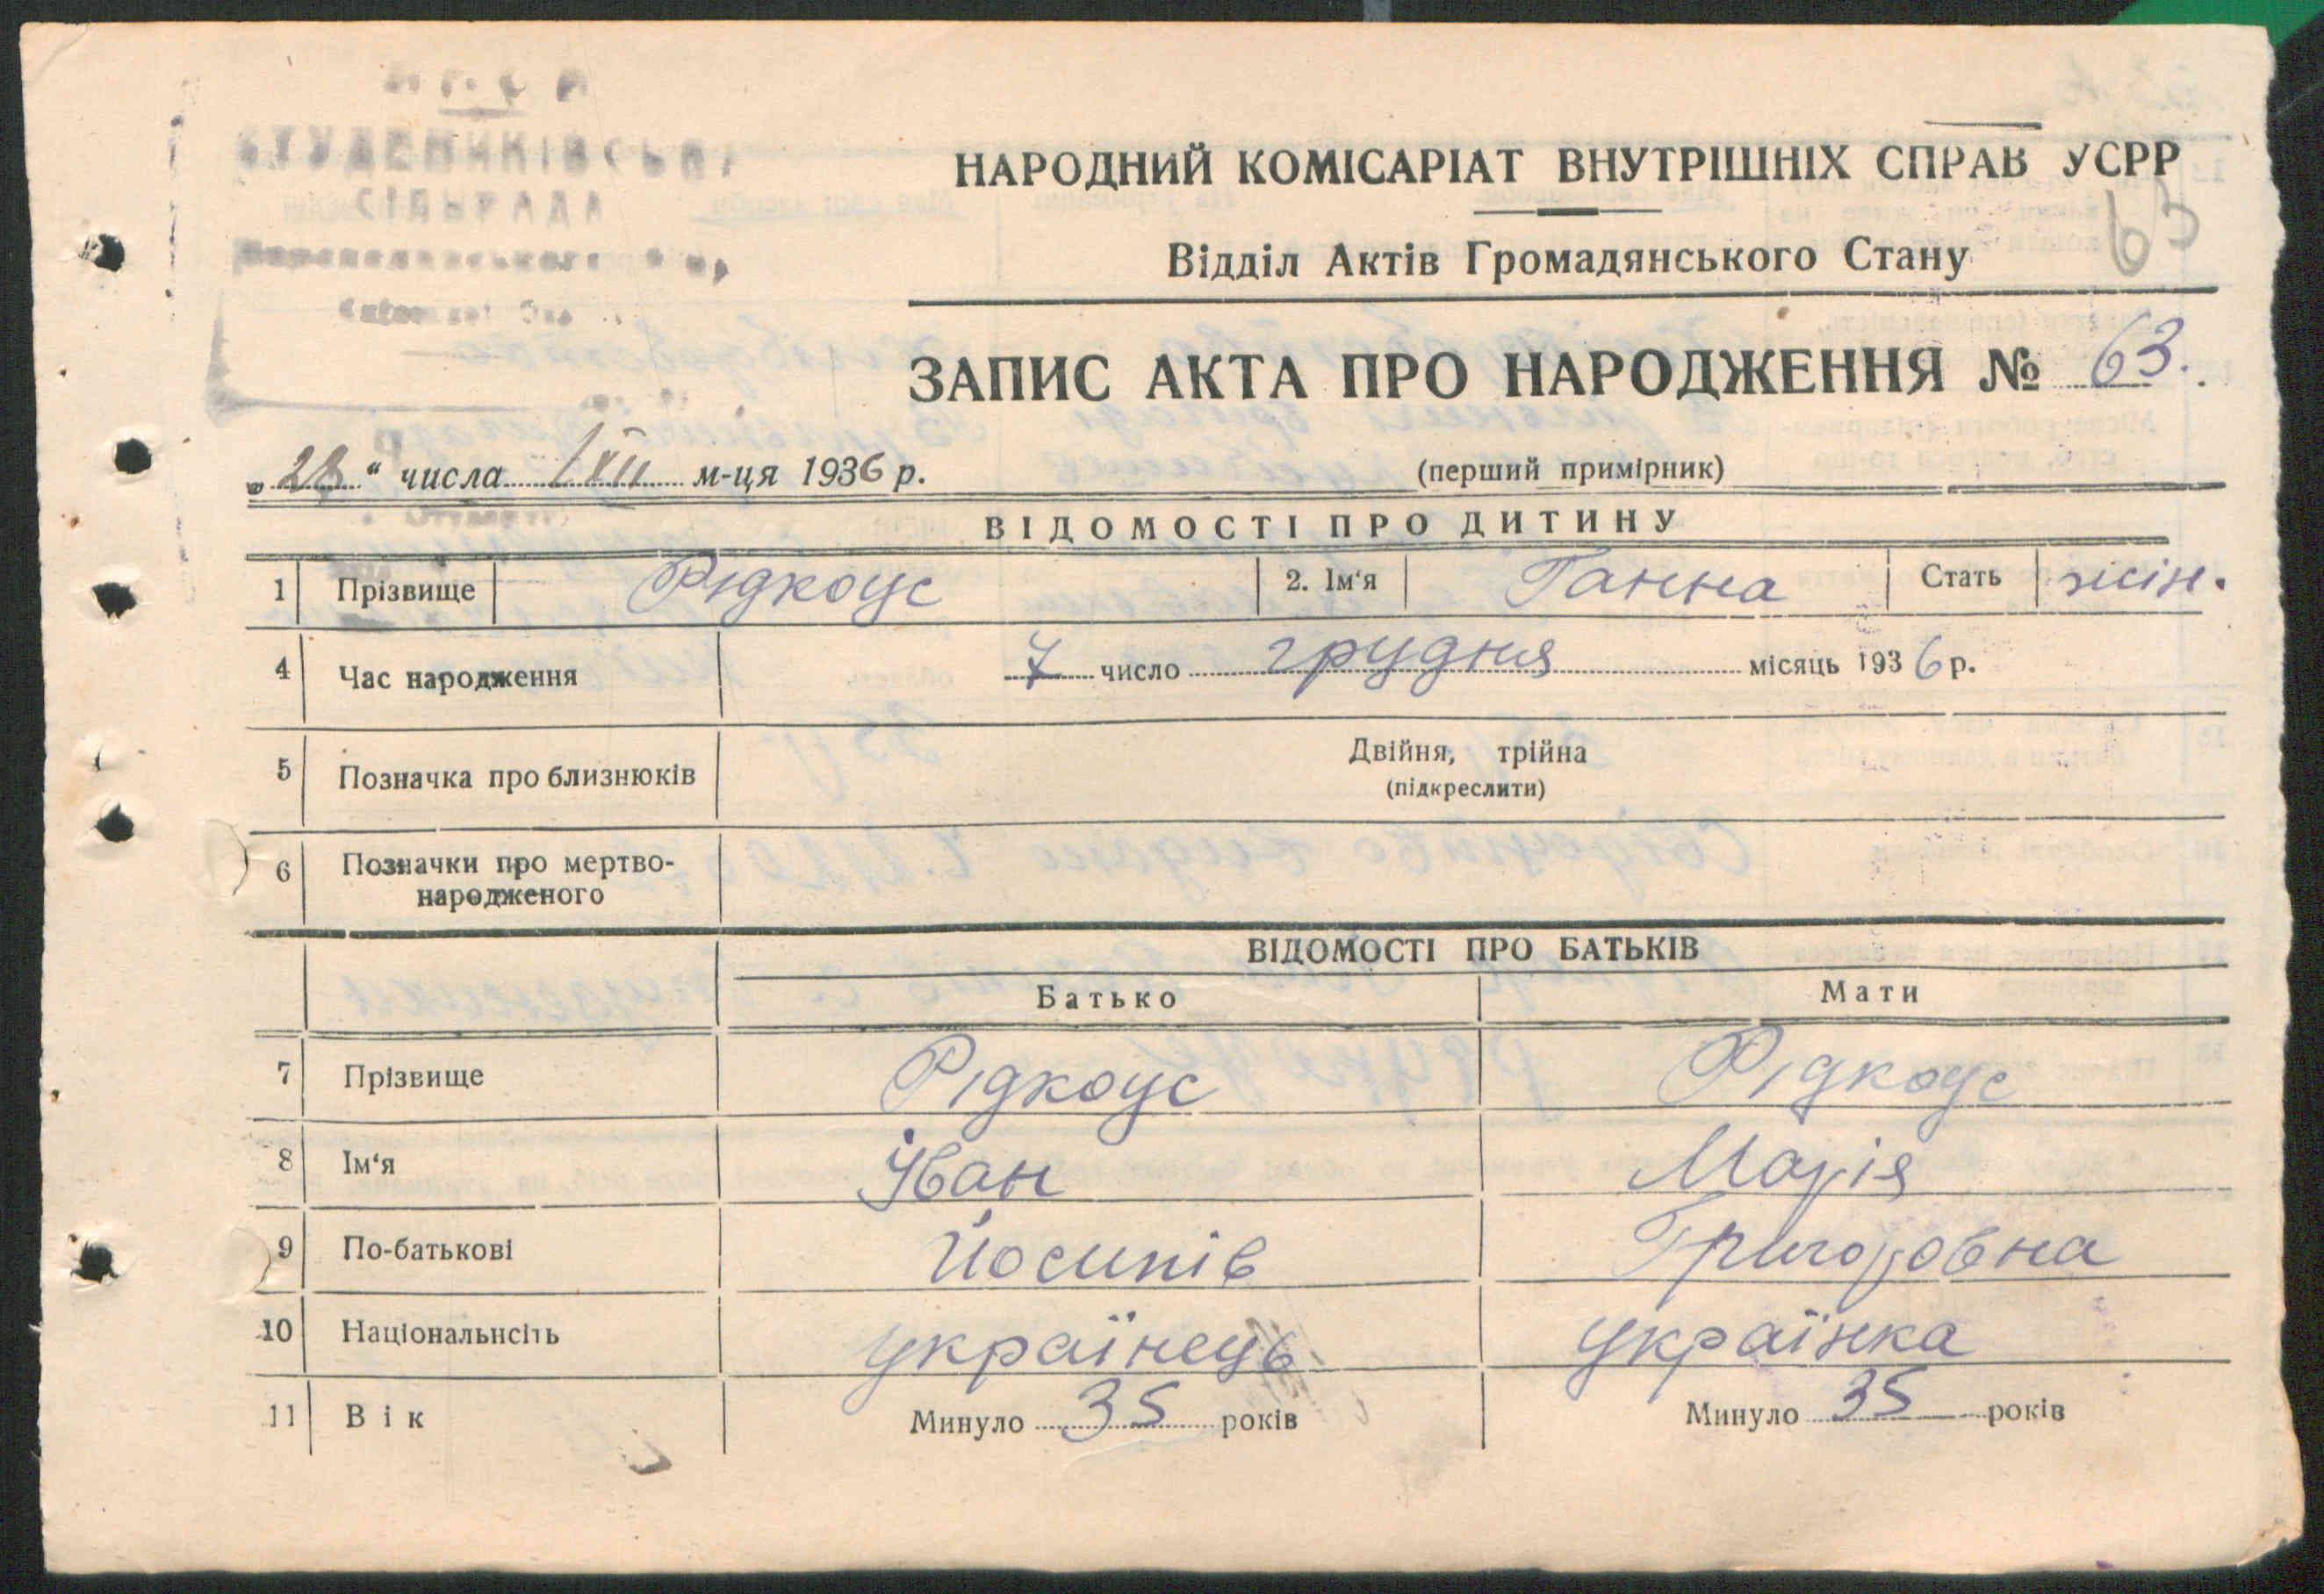 СТУДЕНИКІВСЬКА
СІЛЬРАДА
НАРОДНИЙ КОМІСАРІАТ ВНУТРІШНІХ СПРАВ УСРР
63
Відділ Актів Громадянського Стану
ЗАПИС АКТА ПРО НАРОДЖЕННЯ № 63.
„28“ числа XII м-ця 1936 р.
(перший примірник)
ВІДОМОСТІ ПРО ДИТИНУ
1 Прізвище Рідкоус 2. Ім‘я Ганна Стать жін.
4 Час народження 7 число грудня місяць 1936 р.
5 Позначка про близнюків Двійня, трійна
(підкреслити)
6 Позначки про мертво-
народженого
ВІДОМОСТІ ПРО БАТЬКІВ
Батько Мати
7 Прізвище Рідкоус Рідкоус
8 Ім‘я Іван Марія
9 По-батькові Йосипів Григоровна
10 Національнсіть українець українка
11 Вік Минуло 35 років Минуло 35 років